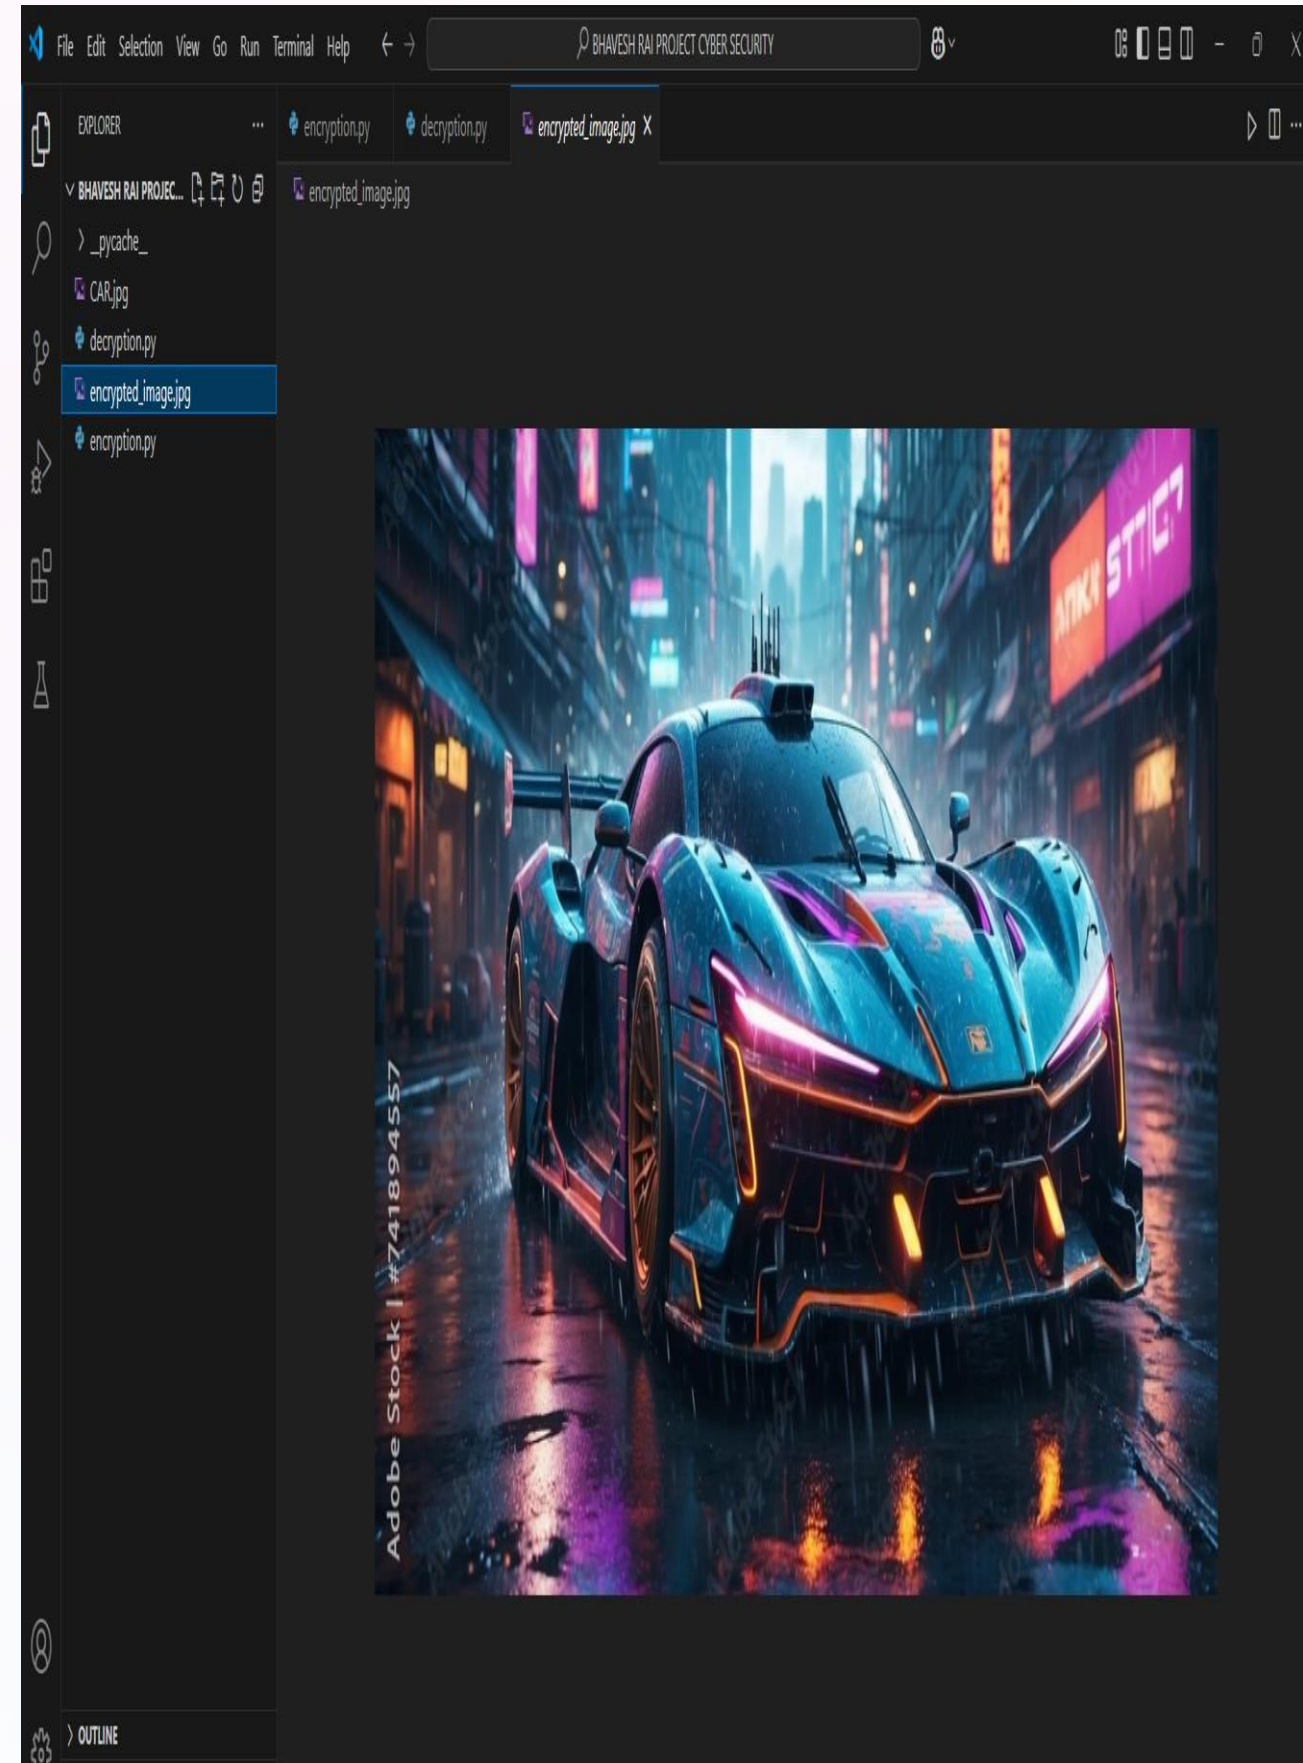 File Edit Selection View Go Run Terminal Help
BHAVESH RAI PROJECT CYBER SECURITY
EXPLORER
encryption.py
decryption.py
encrypted_image.jpg
BHAVESH RAI PROJEC...
encrypted_image.jpg
_pycache_
CAR.jpg
decryption.py
encrypted_image.jpg
encryption.py
Adobe Stock | #741894557
OUTLINE